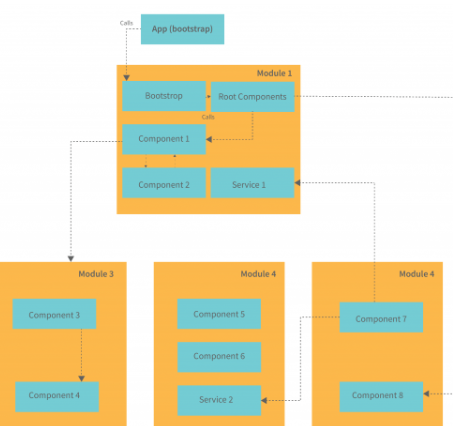 Calls
App (bootstrap)
Module 1
Bootstrop
Root Components
Calls
Component 1
Component 2
Service 1
Module 3
Module 4
Module 4
Component 3
Component 5
Component 7
Component 6
Component 4
Service 2
Component 8